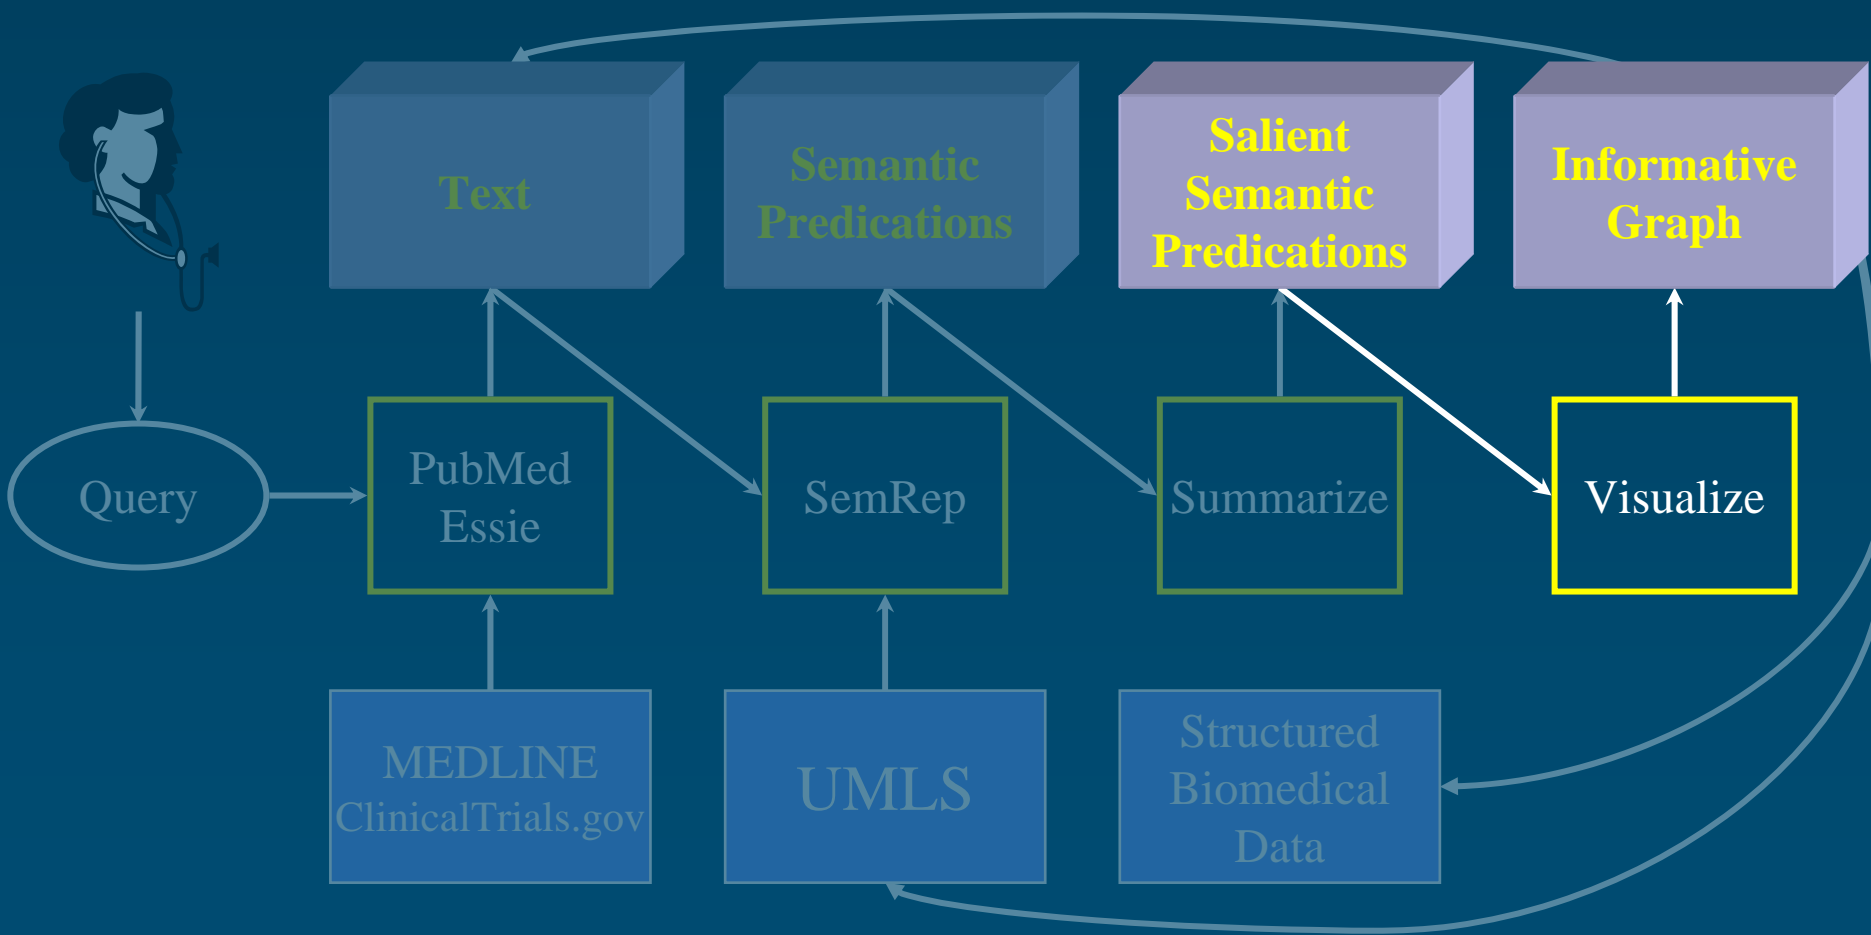 Text
Semantic
Predications
Salient
Semantic
Predications
Informative
Graph
Query
PubMed
Essie
SemRep
Summarize
Visualize
MEDLINE
ClinicalTrials.gov
UMLS
Structured
Biomedical
Data